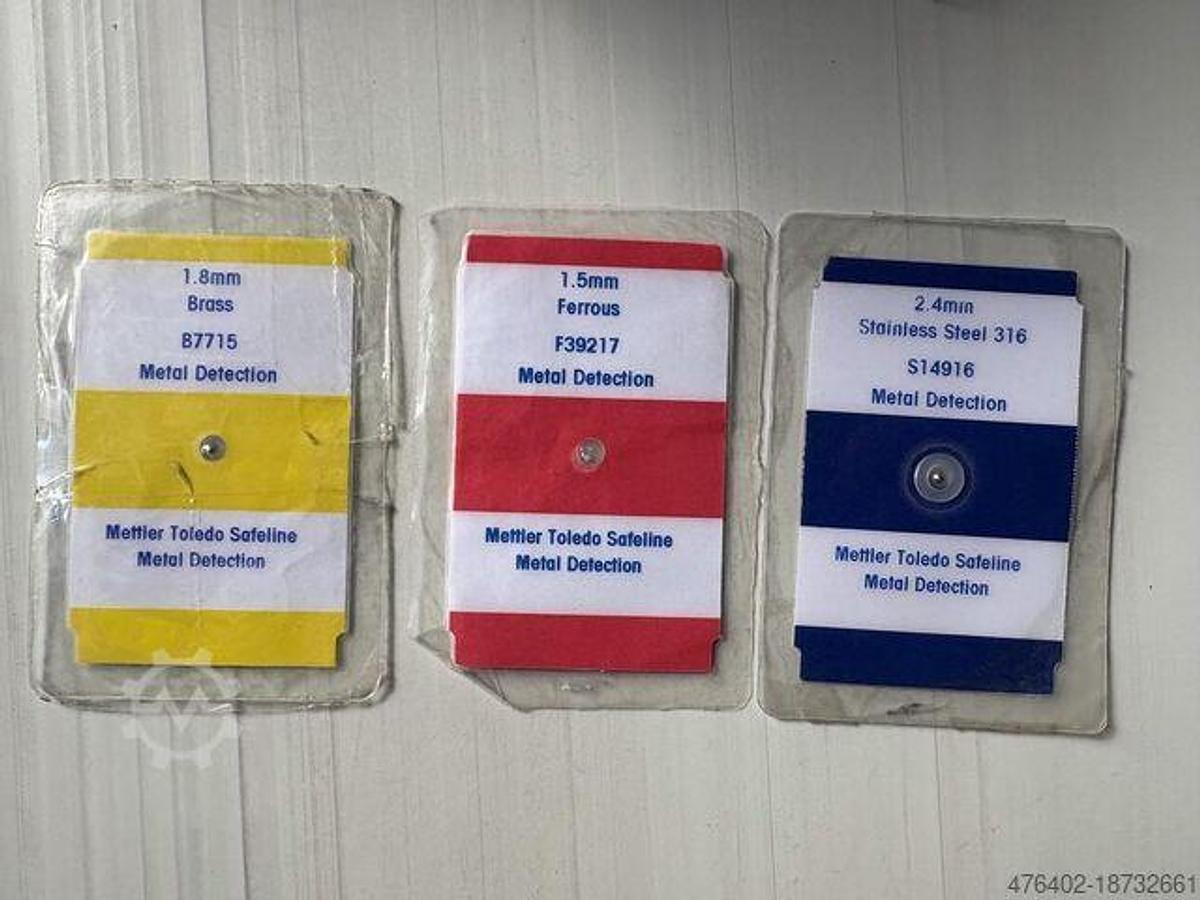 1.8mm
Brass
B7715
Metal Detection
Mettler Toledo Safeline
Metal Detection
1.5mm
Ferrous
F39217
Metal Detection
Mettler Toledo Safeline
Metal Detection
2.4mm
Stainless Steel 316
S14916
Metal Detection
Mettler Toledo Safeline
Metal Detection
476402-18732661